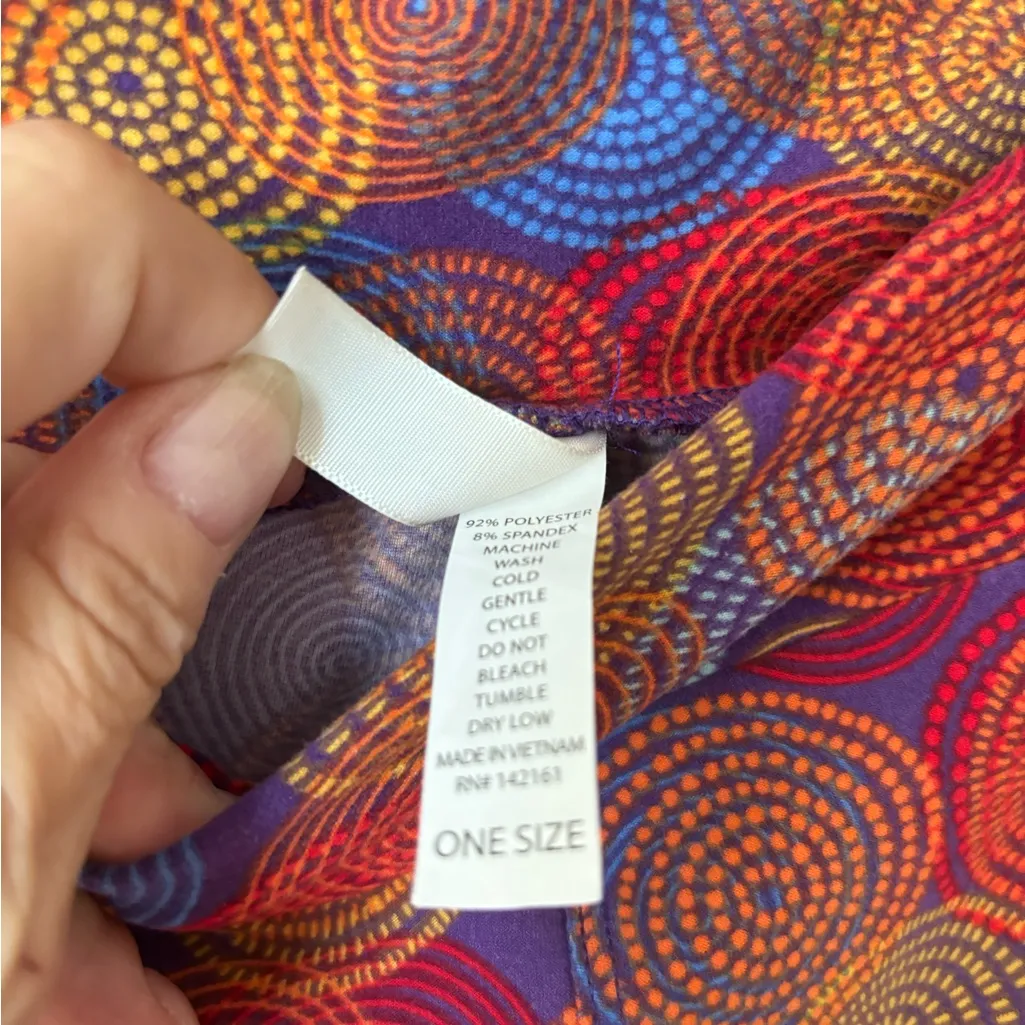 92% POLYESTER
8% SPANDEX
MACHINE
WASH
COLD
GENTLE
CYCLE
DO NOT
BLEACH
TUMBLE
DRY LOW
MADE IN VIETNAM
RN# 142161
ONE SIZE